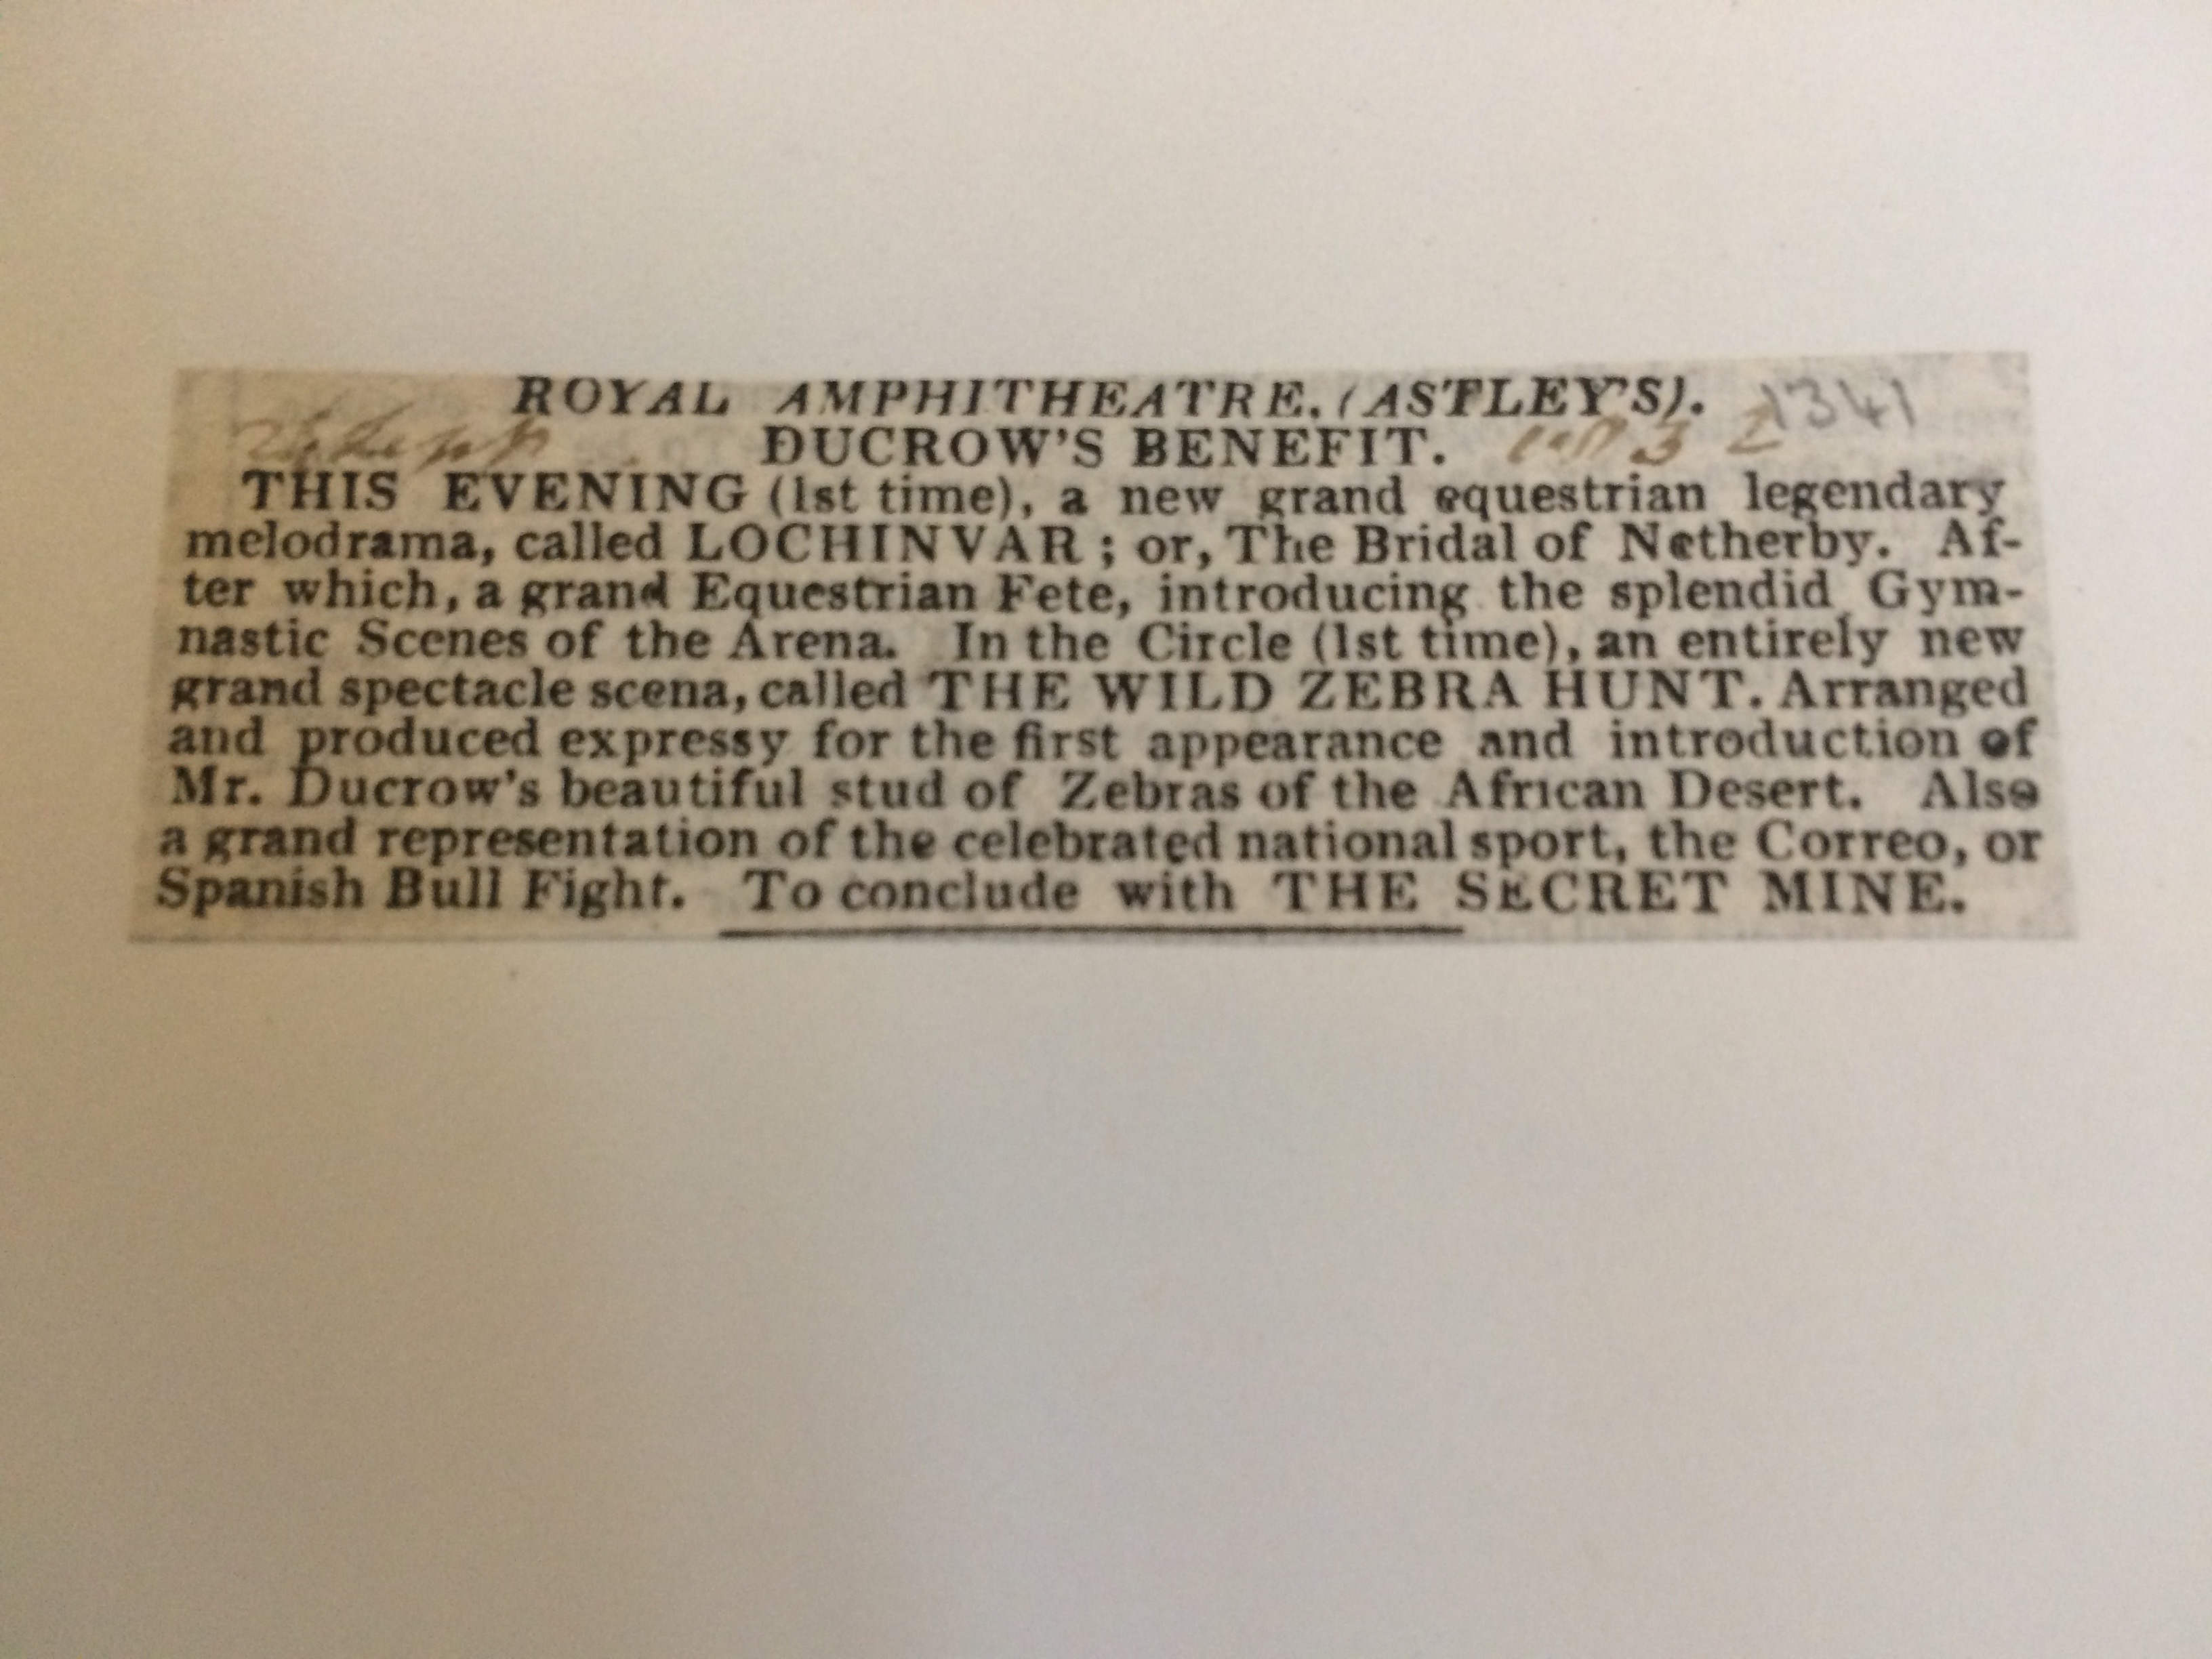 ROYAL AMPHITHEATRE. (ASTLEY'S). 1341
DUCROW'S BENEFIT.
THIS EVENING (1st time), a new grand equestrian legendary
melodrama, called LOCHINVAR; or, The Bridal of Netherby. Af-
ter which, a grand Equestrian Fete, introducing the splendid Gym-
nastic Scenes of the Arena. In the Circle (1st time), an entirely new
grand spectacle scena, called THE WILD ZEBRA HUNT. Arranged
and produced expressy for the first appearance and introduction of
Mr. Ducrow's beautiful stud of Zebras of the African Desert. Also
a grand representation of the celebrated national sport, the Correo, or
Spanish Bull Fight. To conclude with THE SECRET MINE.